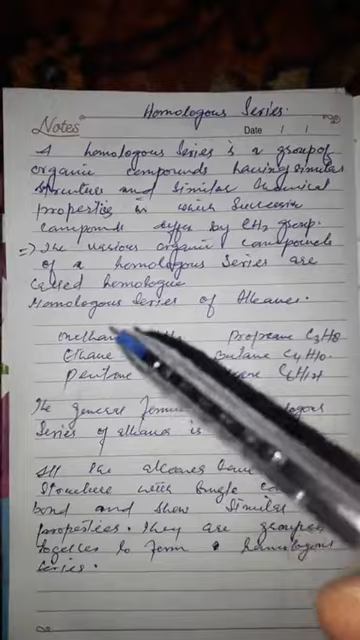 Homologous Series.
Notes
Date / /
A homologous Series is a group of
organic compounds having similar
structure and similar chemical
properties in which Successive
compounds differ by CH2 group.
=) The various organic compounds
of a homologous Series are
called homologue
Homologous Series of Alkanes.
Propane C3H8
Ethane Butane C4H10
Pentane C6H14
The general
Series of alkana is
All the alkanes have
Structure with Single
bond and show Similar
properties. They are grouped
together to form a homologous
Series.